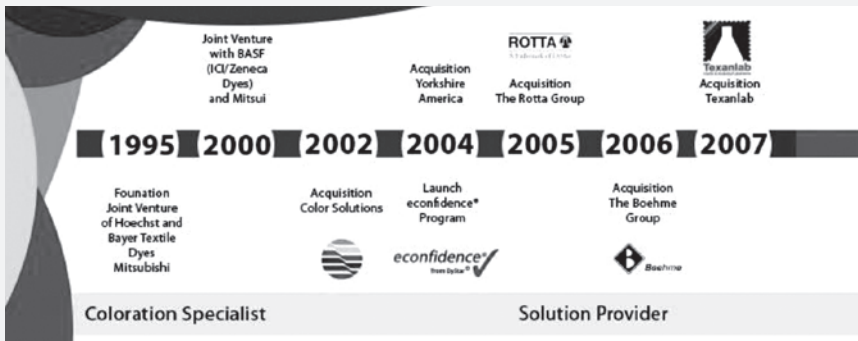 Joint Venture
with BASF
(ICI/Zeneca
Dyes)
and Mitsui
Acquisition
Yorkshire
America
ROTTA
Acquisition
The Rotta Group
Texanlab
Acquisition
Texanlab
1995 2000 2002 2004 2005 2006 2007
Founation
Joint Venture
of Hoechst and
Bayer Textile
Dyes
Mitsubishi
Acquisition
Color Solutions
Launch
econfidence®
Program
econfidence®
from DyStar®
Acquisition
The Boehme
Group
Boehme
Coloration Specialist
Solution Provider